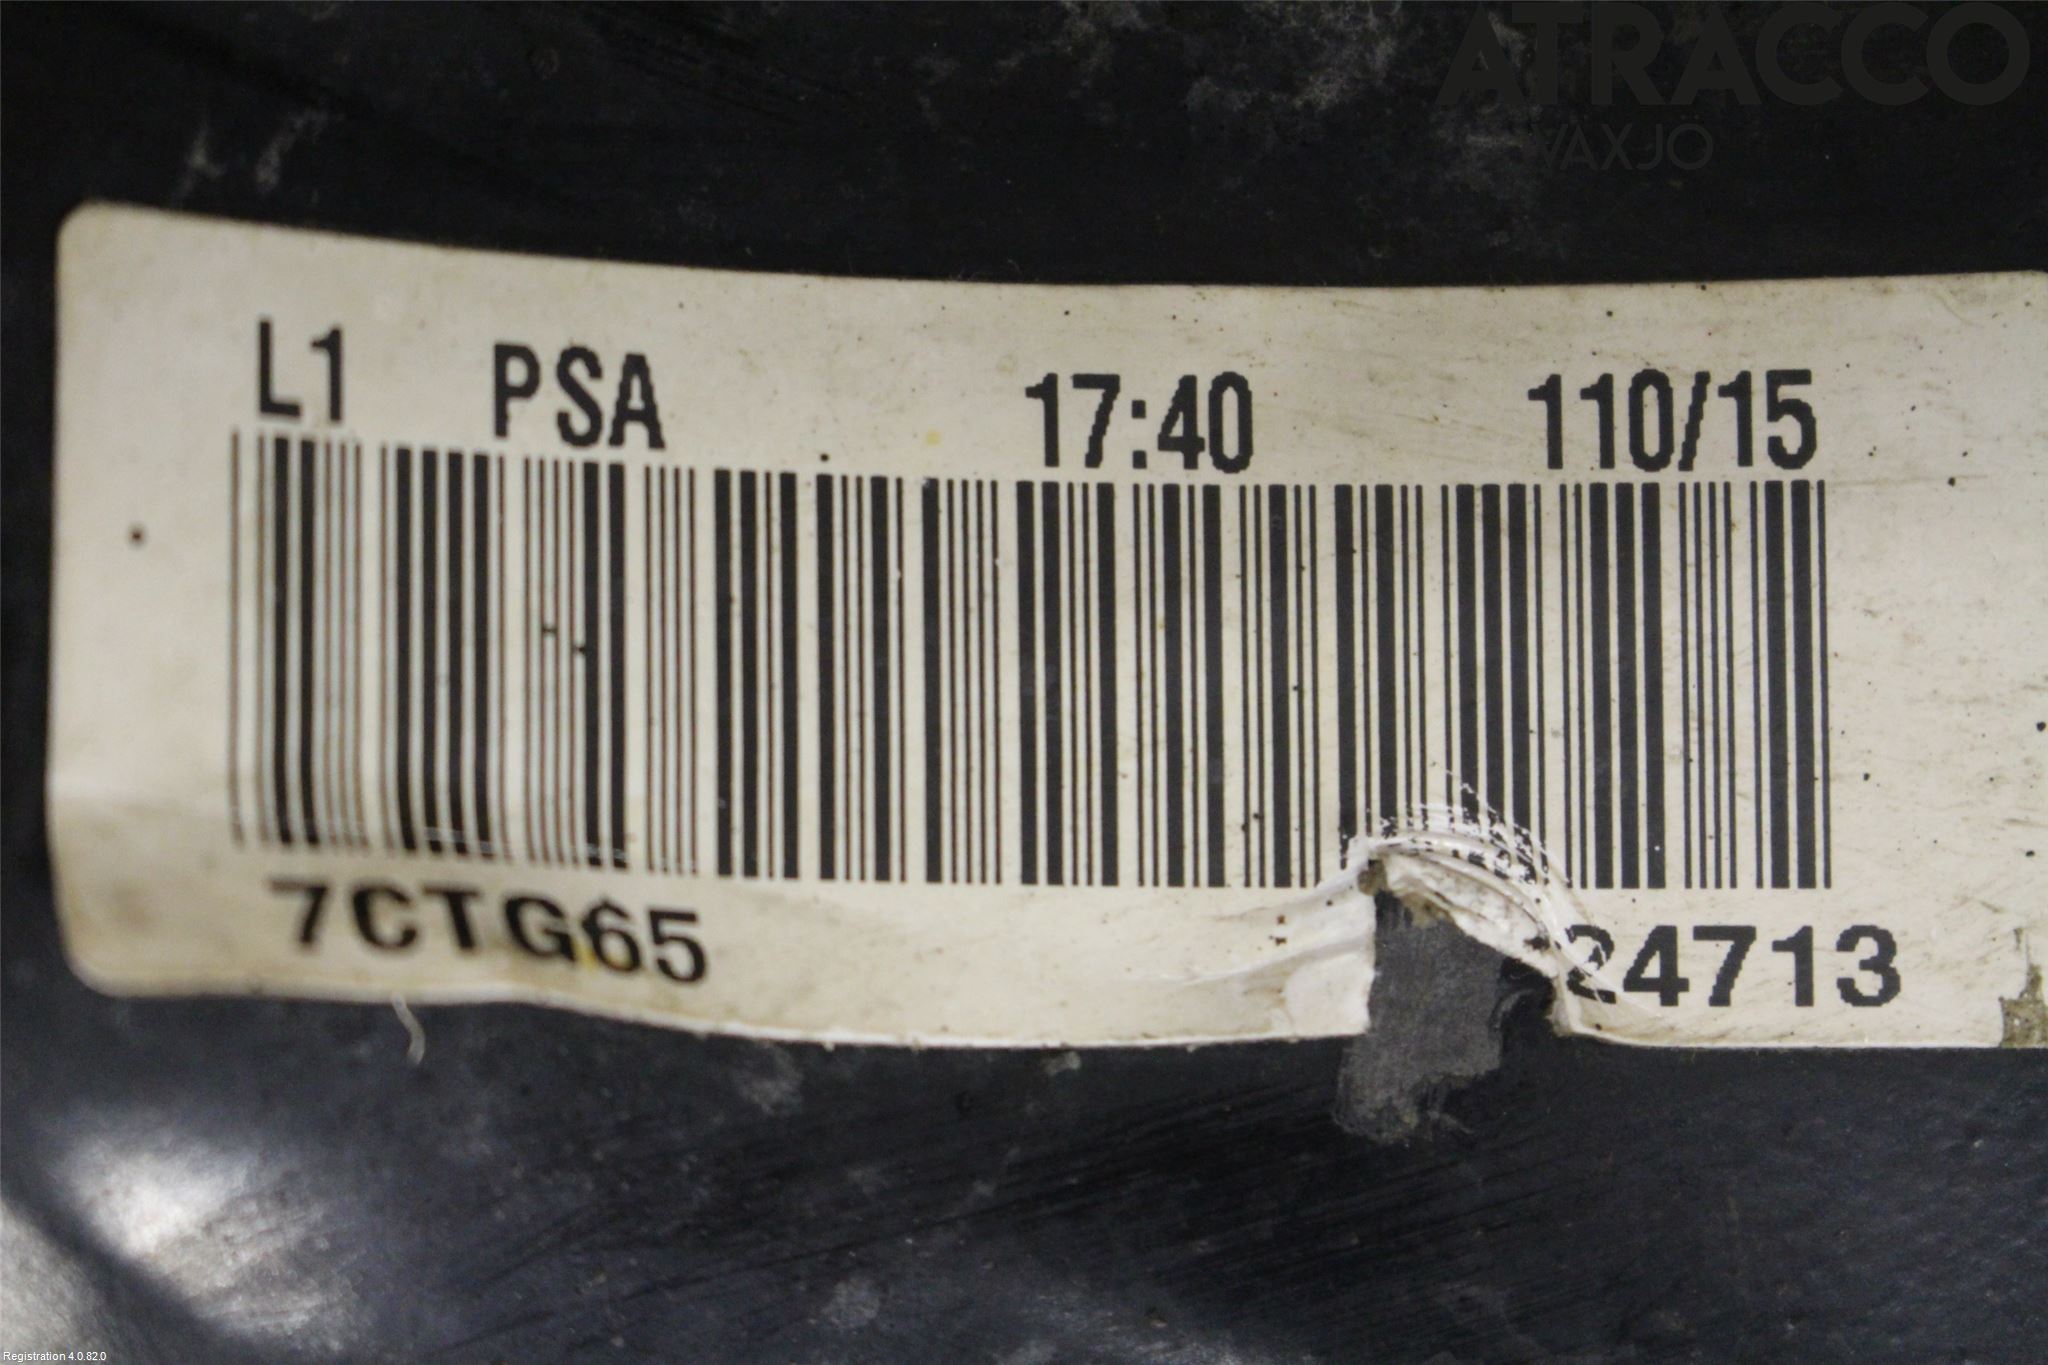 ATRACCO
VÄXJÖ
L1 PSA 17:40 110/15
7CTG65 24713
Registration 4.0.82.0